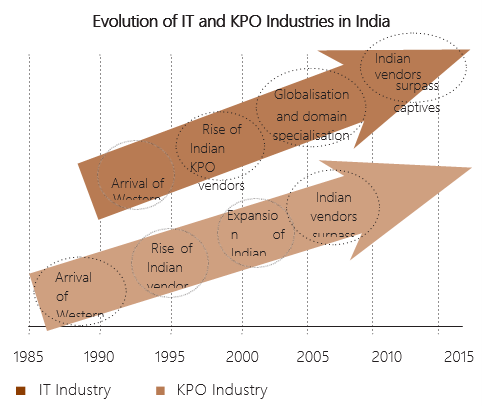 Evolution of IT and KPO Industries in India
Indian
vendors
surpass
captives
Globalisation
and domain
specialisation
Rise of
Indian
KPO
vendors
Arrival of
Western
Indian
vendors
surpass
Expansio
n of
Indian
Rise of
Indian
vendor
Arrival
of
Western
1985 1990 1995 2000 2005 2010 2015
IT Industry KPO Industry